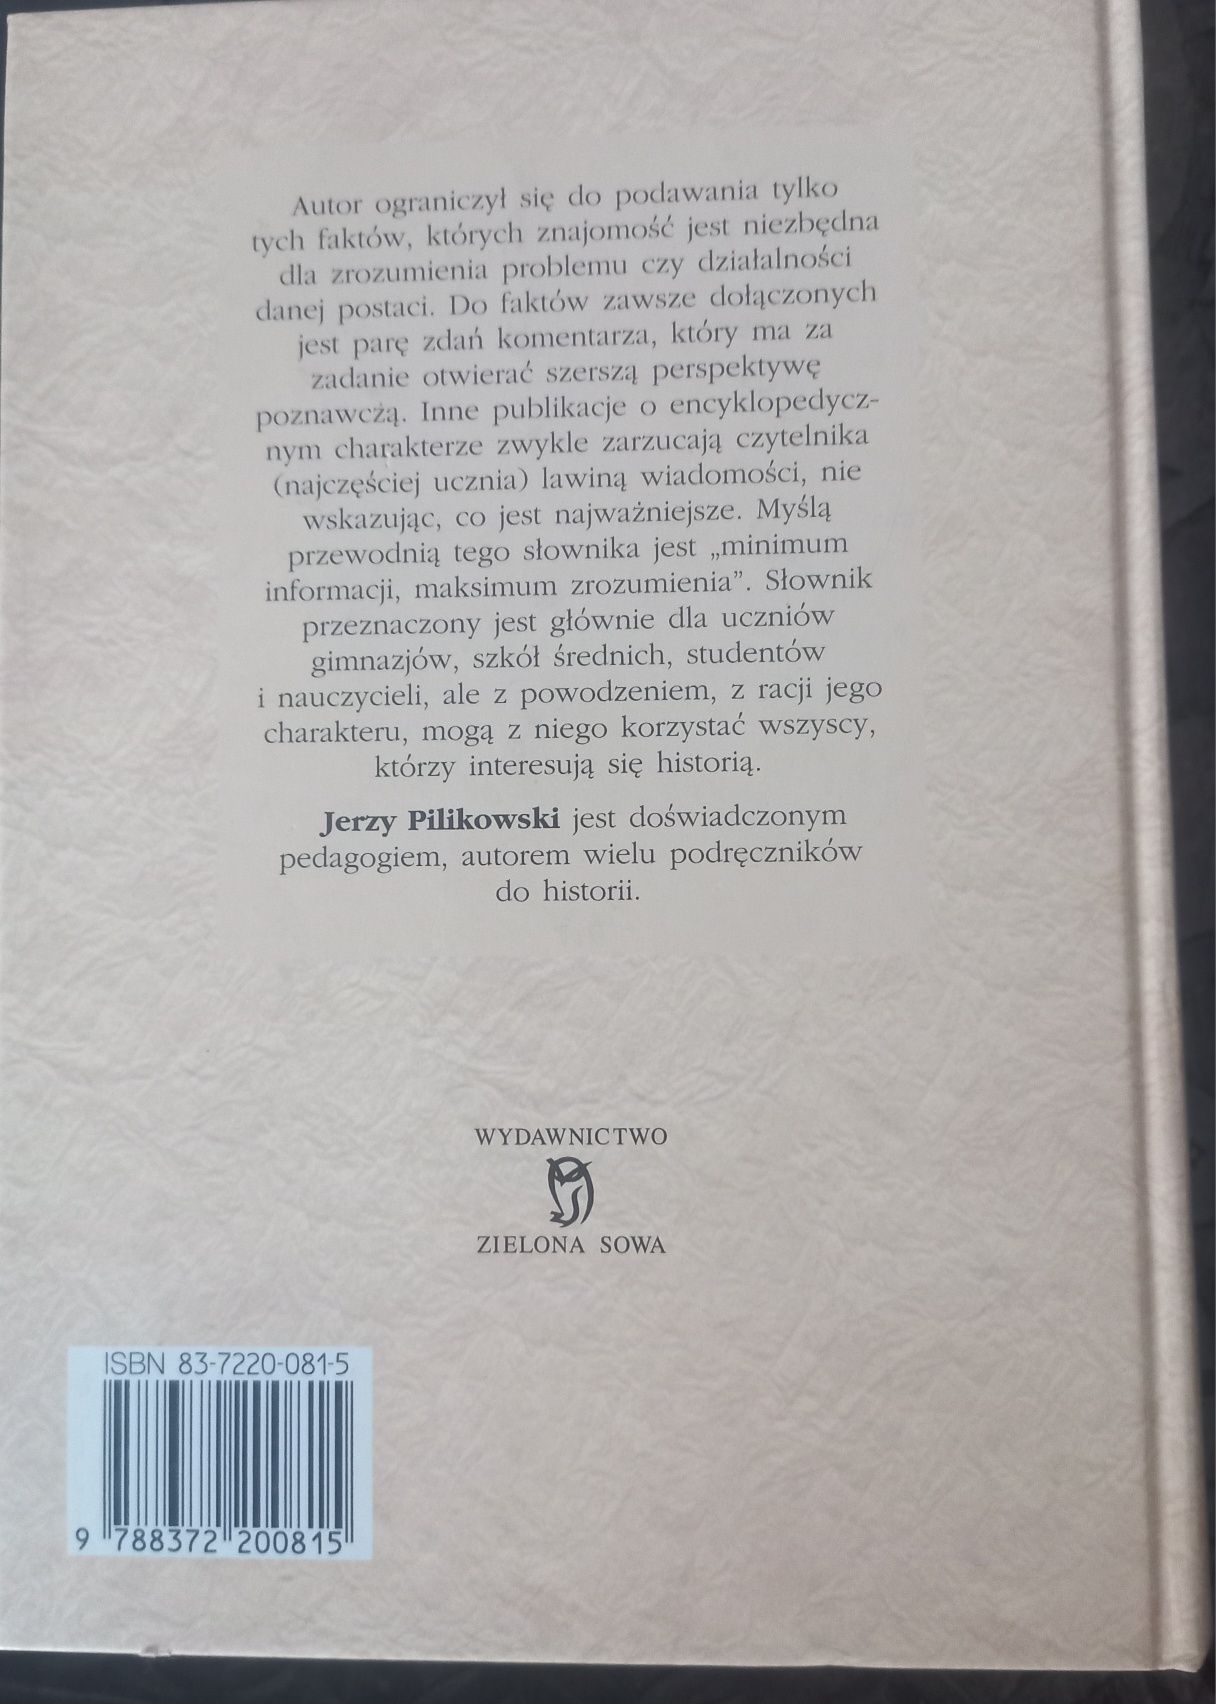 Autor ograniczył się do podawania tylko
tych faktów, których znajomość jest niezbędna
dla zrozumienia problemu czy działalności
danej postaci. Do faktów zawsze dołączonych
jest parę zdań komentarza, który ma za
zadanie otwierać szerszą perspektywę
poznawczą. Inne publikacje o encyklopedycz-
nym charakterze zwykle zarzucają czytelnika
(najczęściej ucznia) lawiną wiadomości, nie
wskazując, co jest najważniejsze. Myślą
przewodnią tego słownika jest „minimum
informacji, maksimum zrozumienia”. Słownik
przeznaczony jest głównie dla uczniów
gimnazjów, szkół średnich, studentów
i nauczycieli, ale z powodzeniem, z racji jego
charakteru, mogą z niego korzystać wszyscy,
którzy interesują się historią.
Jerzy Pilikowski jest doświadczonym
pedagogiem, autorem wielu podręczników
do historii.
WYDAWNICTWO
ZIELONA SOWA
ISBN 83-7220-081-5
9 788372 200815